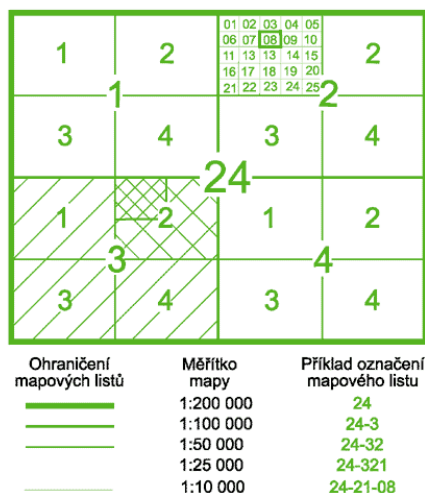 01 02 03 04 05
1 2 06 07 08 09 10 2
11 13 13 14 15
16 17 18 19 20
21 22 23 24 25
1 2
3 4 3 4
24
1 2 1 2
3 4
3 4 3 4
Ohraničení mapových listů
Měřítko mapy
Příklad označení mapového listu
1:200 000 24
1:100 000 24-3
1:50 000 24-32
1:25 000 24-321
1:10 000 24-21-08